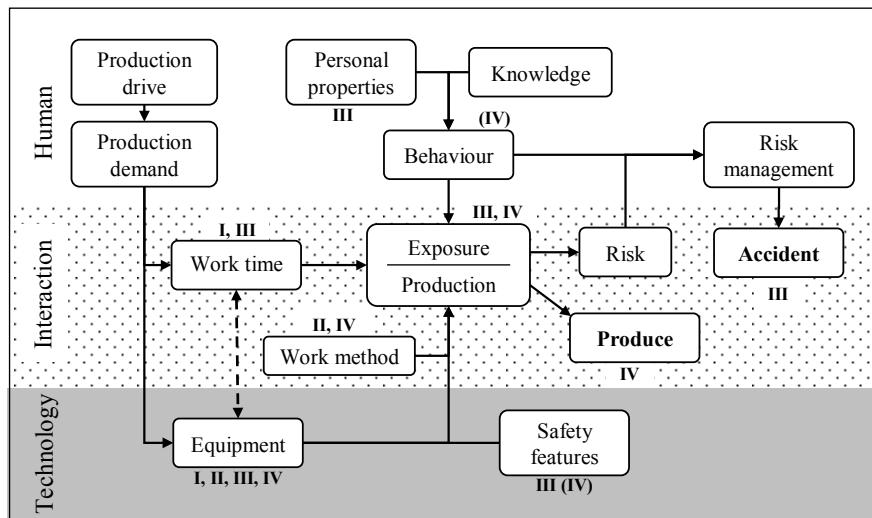 Human
Production
drive
Production
demand
Personal
properties
III
Knowledge
(IV)
Behaviour
Risk
management
Interaction
I, III
Work time
III, IV
Exposure
Production
Risk
Accident
III
II, IV
Work method
Produce
IV
Technology
Equipment
I, II, III, IV
Safety
features
III (IV)